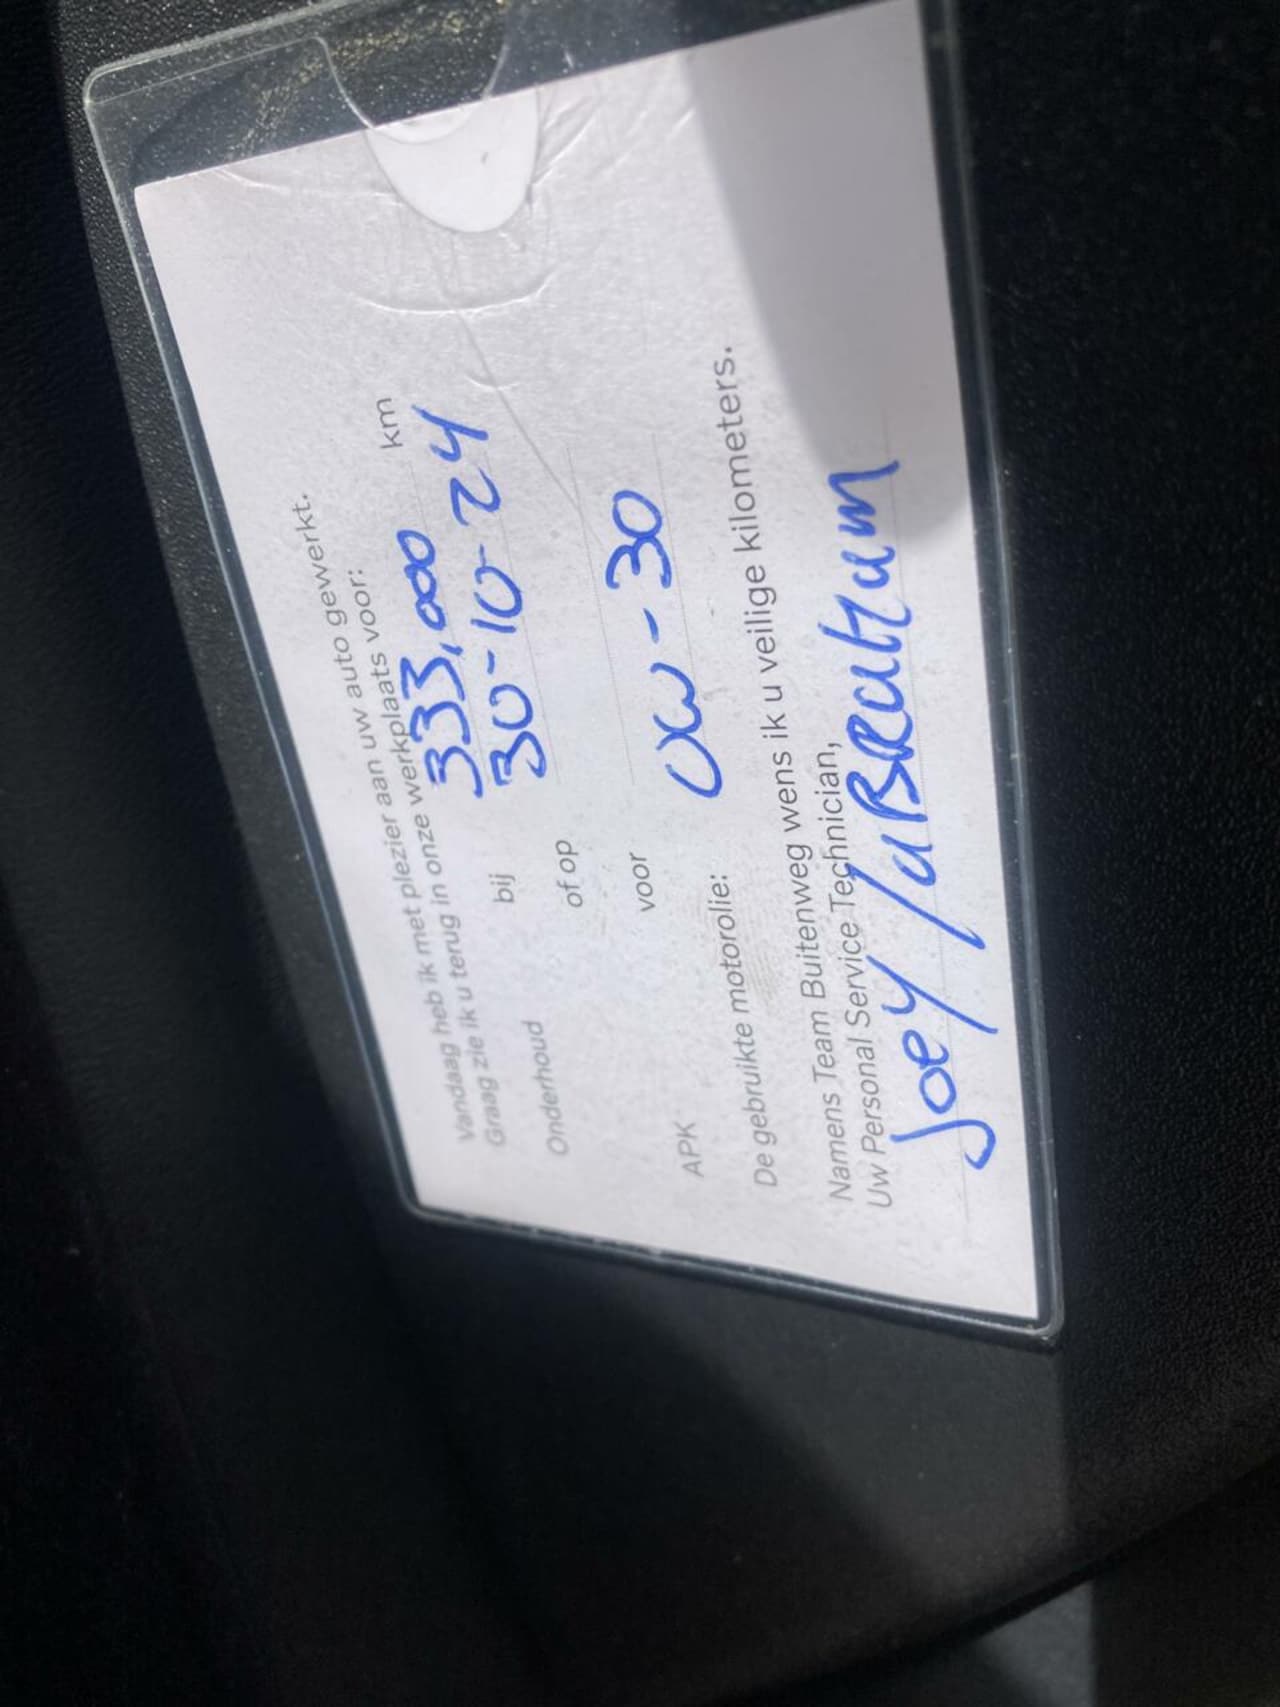 Vandaag heb ik met plezier aan uw auto gewerkt.
Graag zie ik u terug in onze werkplaats voor:
Onderhoud bij 333.000 km
of op 30-10-24
APK voor
De gebruikte motorolie: 0W-30
Namens Team Buitenweg wens ik u veilige kilometers.
Uw Personal Service Technician,
Joey